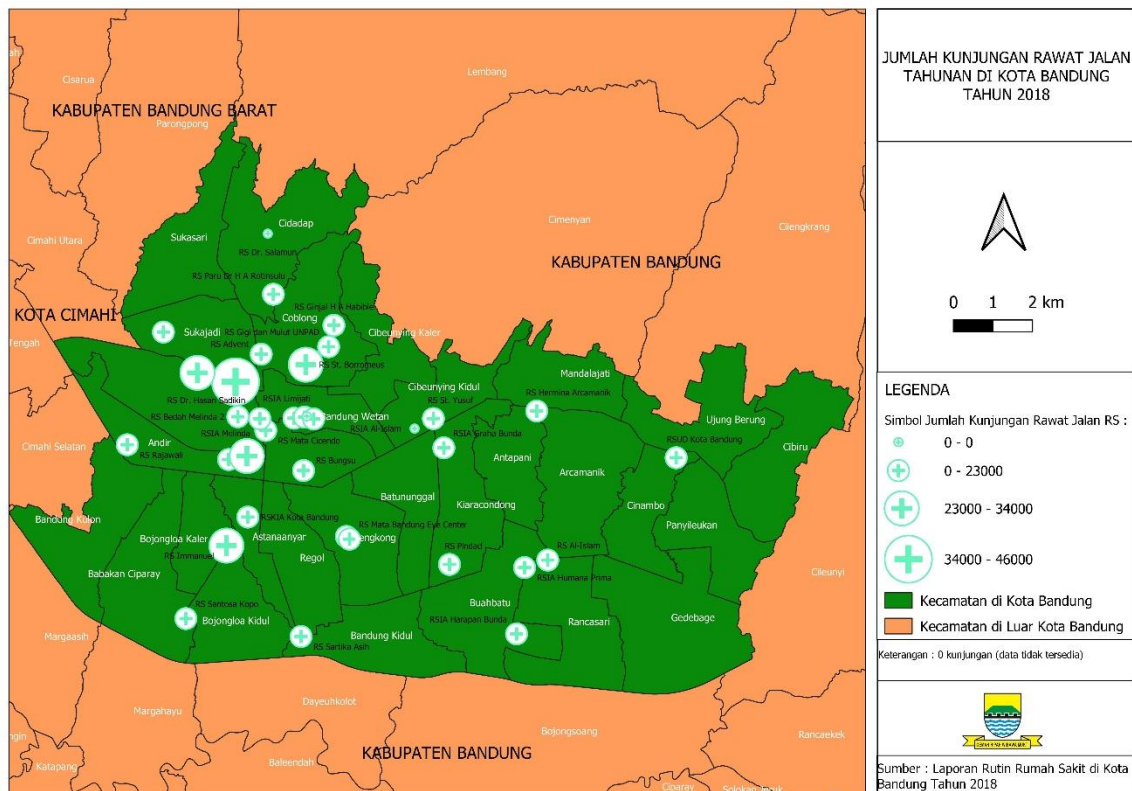 Cisarua
Lembang
KABUPATEN BANDUNG BARAT
Parongpong
Cimenyan
Cilengkrang
Cidadap
Sukasari
Cimahi Utara
RS Dr. Salamun
KABUPATEN BANDUNG
RS Paru Dr H A Rotinsulu
RS Ginjal H A Habibie
KOTA CIMAHI
Coblong
Sukajadi
RS Gigi dan Mulut UNPAD
Cibeunying Kaler
Tengah
RS Advent
RS St. Borromeus
Mandalajati
Cibeunying Kidul
RS Hermina Arcamanik
RS Dr. Hasan Sadikin
RSIA Limijati
RS St. Yusuf
RS Bedah Melinda 2
Bandung Wetan
Ujung Berung
RSIA Al-Islam
RSIA Melinda
RS Mata Cicendo
Andir
RSIA Graha Bunda
RSUD Kota Bandung
Cibiru
Cimahi Selatan
RS Rajawali
Antapani
RS Bungsu
Arcamanik
Batununggal
Kiaracondong
Cinambo
Bandung Kulon
RSKIA Kota Bandung
RS Mata Bandung Eye Center
Panyileukan
Bojongloa Kaler
Astanaanyar
Lengkong
RS Immanuel
Regol
RS Pindad
RS Al-Islam
Babakan Ciparay
RSIA Humana Prima
Cileunyi
RS Santosa Kopo
Buahbatu
Gedebage
Bojongloa Kidul
RSIA Harapan Bunda
Rancasari
Margaasih
Bandung Kidul
RS Sartika Asih
Dayeuhkolot
Margahayu
Bojongsoang
Rancaekek
KABUPATEN BANDUNG
Katapang
Baleendah
Ciparay
JUMLAH KUNJUNGAN RAWAT JALAN
TAHUNAN DI KOTA BANDUNG
TAHUN 2018
0 1 2 km
LEGENDA
Simbol Jumlah Kunjungan Rawat Jalan RS :
0 - 0
0 - 23000
23000 - 34000
34000 - 46000
Kecamatan di Kota Bandung
Kecamatan di Luar Kota Bandung
Keterangan : 0 kunjungan (data tidak tersedia)
Sumber : Laporan Rutin Rumah Sakit di Kota
Bandung Tahun 2018